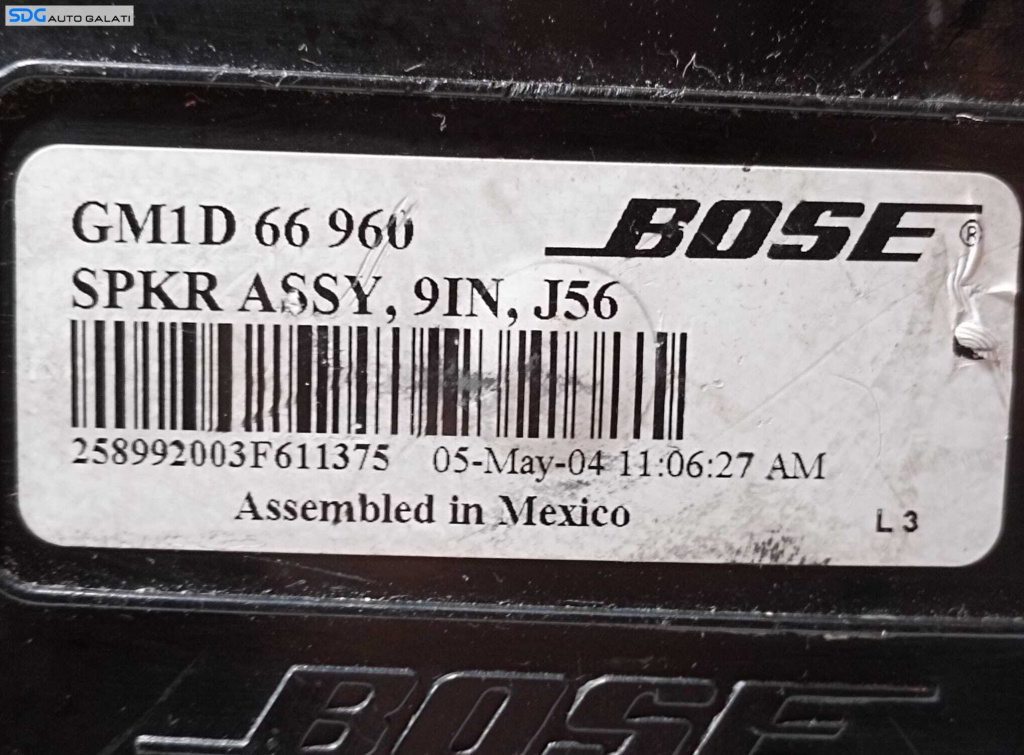 SDG AUTO GALATI
GM1D 66 960
BOSE®
SPKR ASSY, 9IN, J56
258992003F611375 05-May-04 11:06:27 AM
Assembled in Mexico
L 3
BOSE